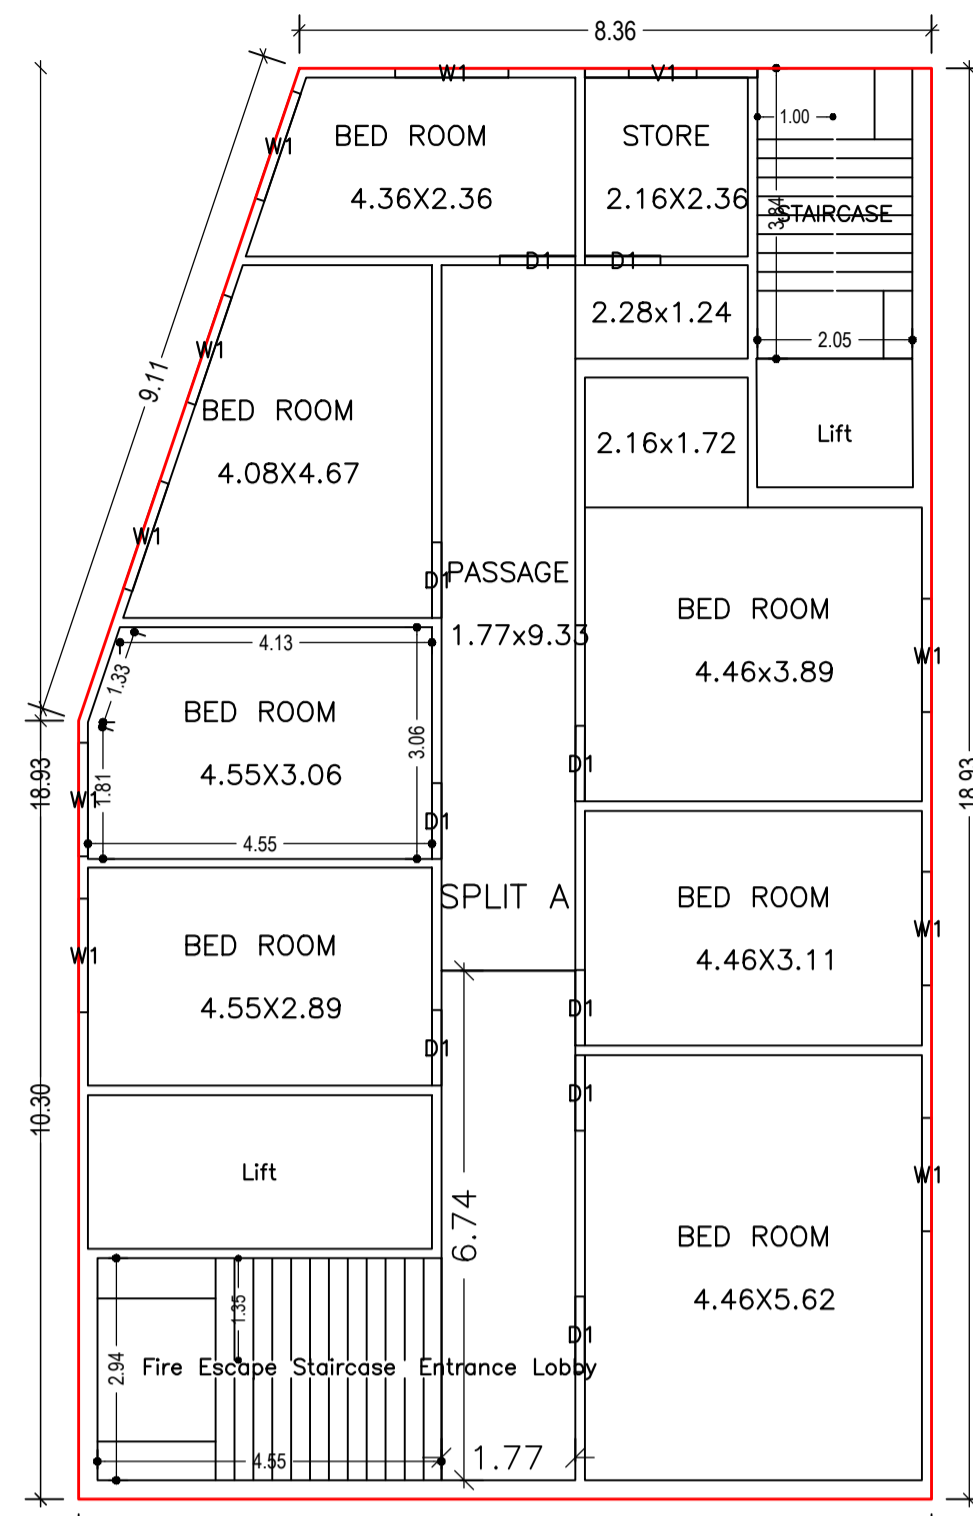 8.36
W1
V1
1.00
BED ROOM
STORE
W1
4.36X2.36
2.16X2.36
3.84
STAIRCASE
D1
D1
2.28x1.24
2.05
W1
9.11
BED ROOM
2.16x1.72
Lift
4.08X4.67
W1
D1
PASSAGE
BED ROOM
1.77x9.33
4.13
W1
1.33
4.46x3.89
BED ROOM
3.06
D1
4.55X3.06
18.93
18.93
W1
1.81
D1
4.55
SPLIT A
BED ROOM
W1
BED ROOM
W1
4.46X3.11
4.55X2.89
D1
D1
D1
10.30
Lift
W1
6.74
BED ROOM
1.35
4.46X5.62
D1
2.94
Fire Escape Staircase
Entrance Lobby
4.55
1.77